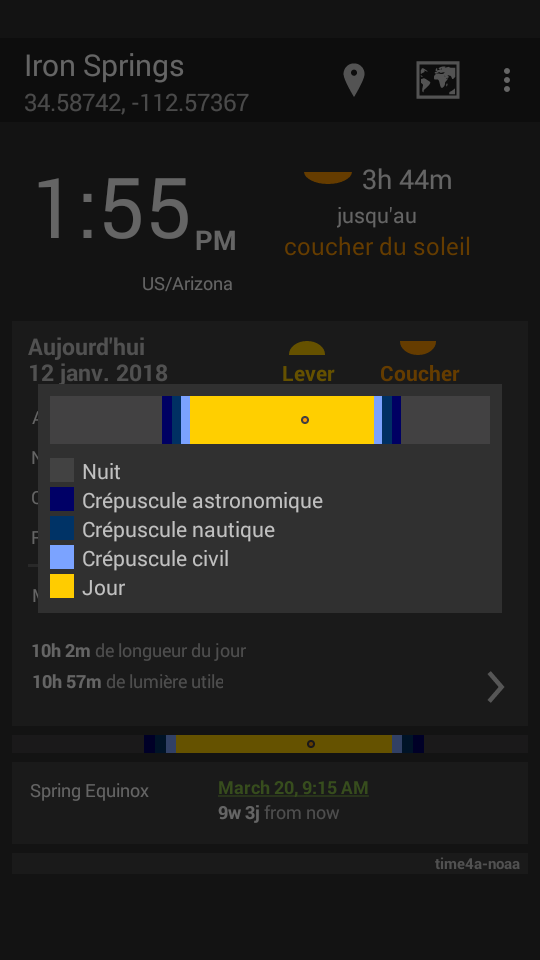 Iron Springs
34.58742, -112.57367
1:55 PM
US/Arizona
3h 44m
jusqu'au
coucher du soleil
Aujourd'hui
12 janv. 2018
Lever
Coucher
Nuit
Crépuscule astronomique
Crépuscule nautique
Crépuscule civil
Jour
10h 2m de longueur du jour
10h 57m de lumière utile
Spring Equinox
March 20, 9:15 AM
9w 3j from now
time4a-noaa